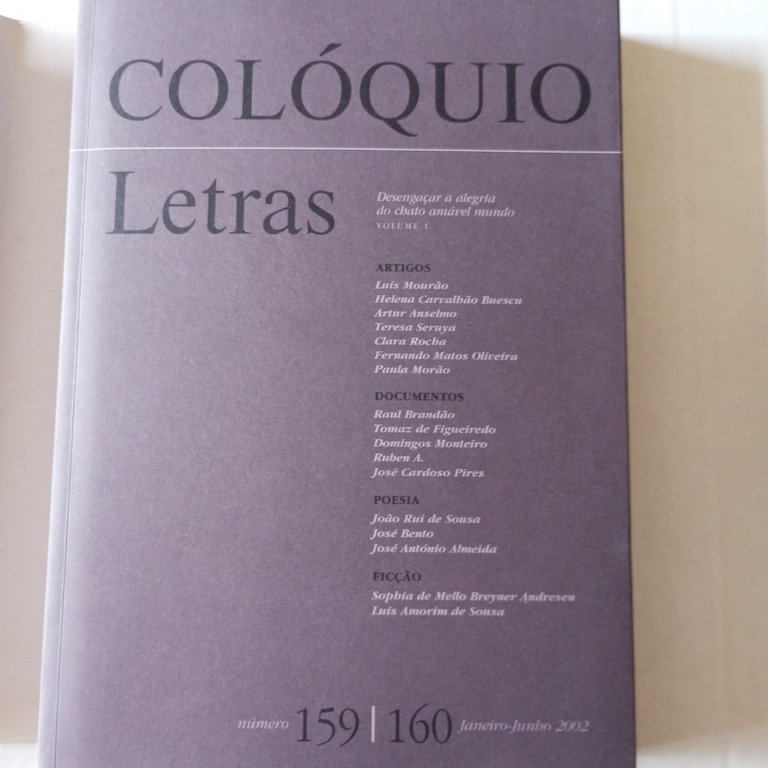 COLÓQUIO
Letras
Desengaçar a alegria
do chato amável mundo
VOLUME 1
ARTIGOS
Luís Mourão
Helena Carvalhão Buescu
Artur Anselmo
Teresa Seruya
Clara Rocha
Fernando Matos Oliveira
Paula Morão
DOCUMENTOS
Raul Brandão
Tomaz de Figueiredo
Domingos Monteiro
Ruben A.
José Cardoso Pires
POESIA
João Rui de Sousa
José Bento
José António Almeida
FICÇÃO
Sophia de Mello Breyner Andresen
Luís Amorim de Sousa
número 159 | 160 Janeiro-Junho 2002